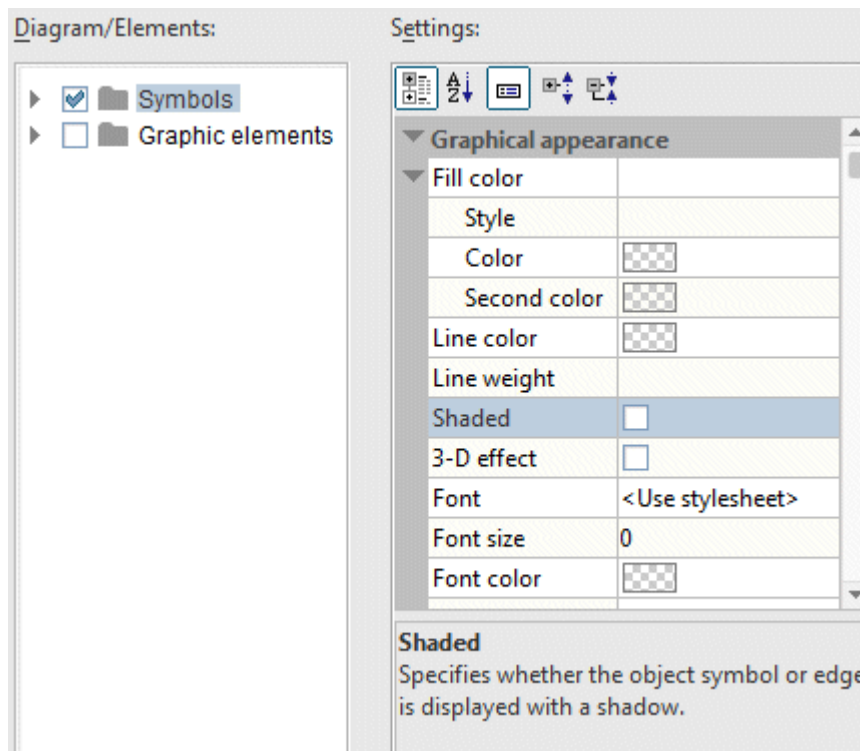 Diagram/Elements:
Settings:
Symbols
Graphic elements
Graphical appearance
Fill color
Style
Color
Second color
Line color
Line weight
Shaded
3-D effect
Font <Use stylesheet>
Font size 0
Font color
Shaded
Specifies whether the object symbol or edge
is displayed with a shadow.